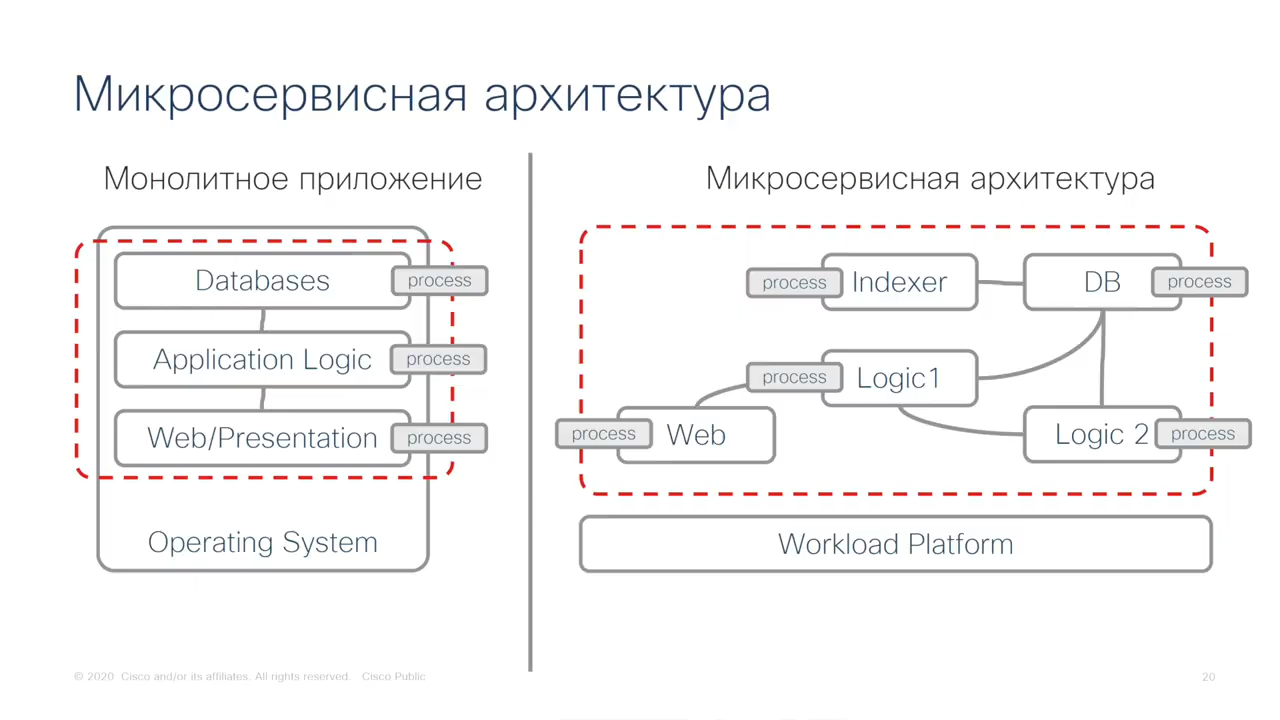 Микросервисная архитектура
Монолитное приложение
Databases
process
Application Logic
process
Web/Presentation
process
Operating System
Микросервисная архитектура
process
Indexer
DB
process
process
Logic1
process
Web
Logic 2
process
Workload Platform
© 2020 Cisco and/or its affiliates. All rights reserved. Cisco Public
20